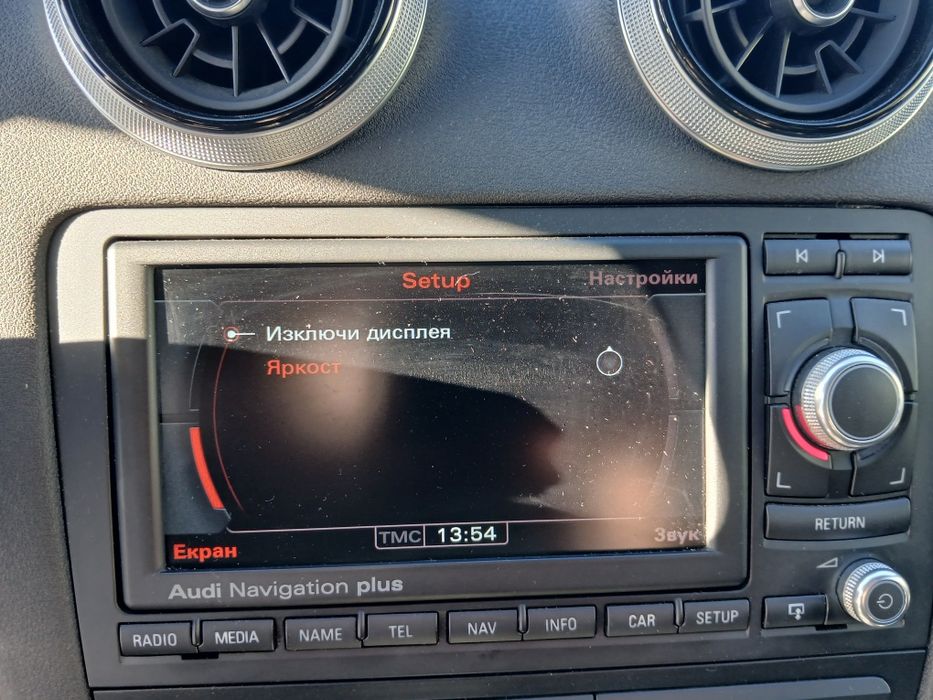 Setup
Настройки
Изключи дисплея
Яркост
TMC 13:54
Екран
Звук
Audi Navigation plus
RETURN
RADIO MEDIA NAME TEL NAV INFO CAR SETUP